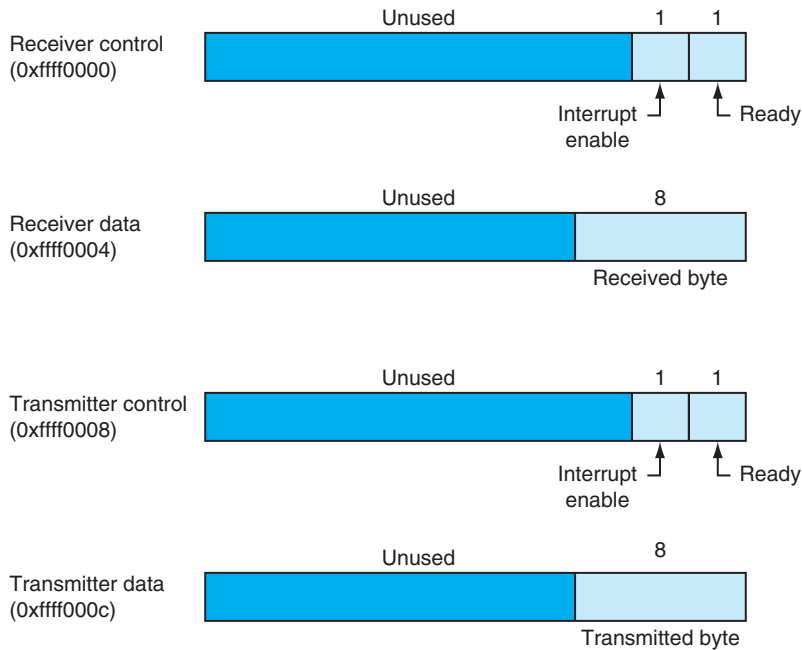 Unused 1 1
Receiver control
(0xffff0000)
Interrupt
enable
Ready
Unused 8
Receiver data
(0xffff0004)
Received byte
Unused 1 1
Transmitter control
(0xffff0008)
Interrupt
enable
Ready
Unused 8
Transmitter data
(0xffff000c)
Transmitted byte